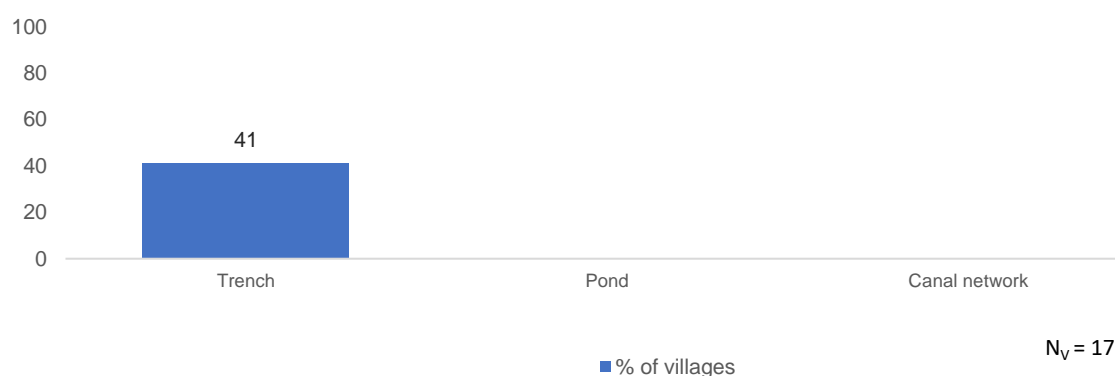 100
80
60
40
20
0
41
Trench Pond Canal network
N_V = 17
% of villages